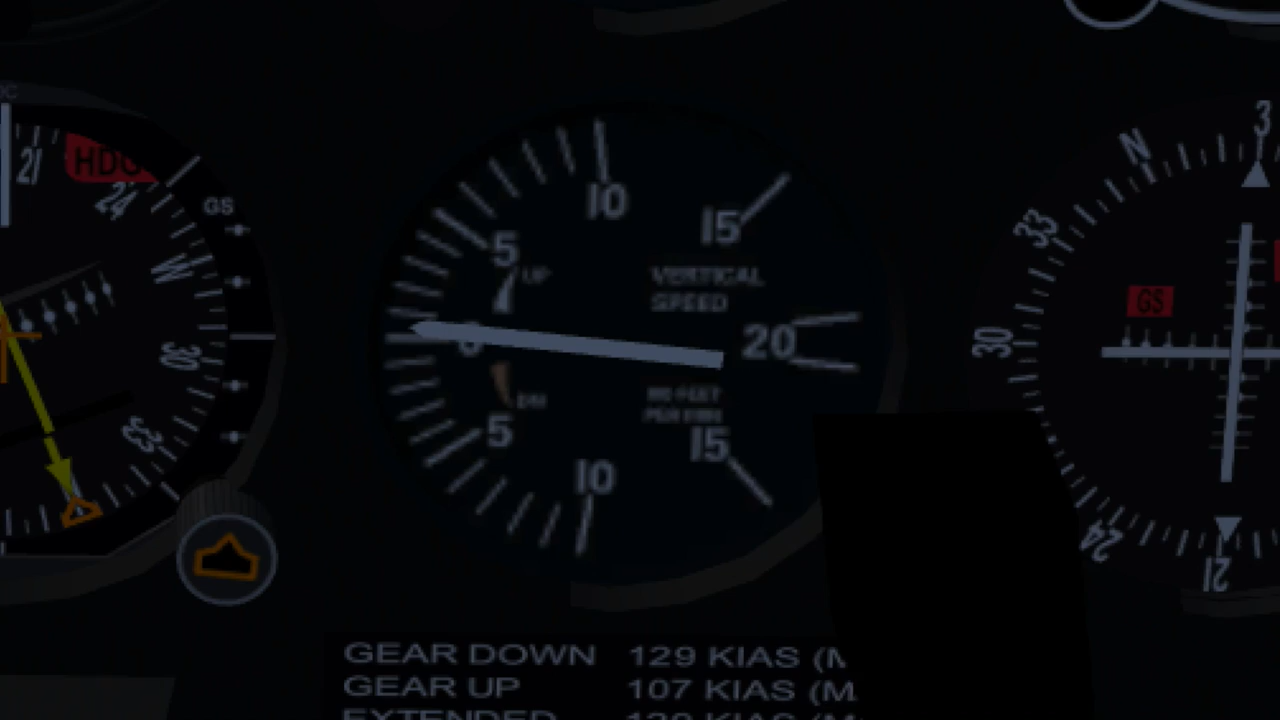 21
HDG
24
GS
W
30
33
10
15
5
UP
VERTICAL
SPEED
0
20
DN
100 FEET
PER MIN
5
15
10
3
N
33
GS
30
24
21
GEAR DOWN 129 KIAS (M
GEAR UP 107 KIAS (M
EXTENDED